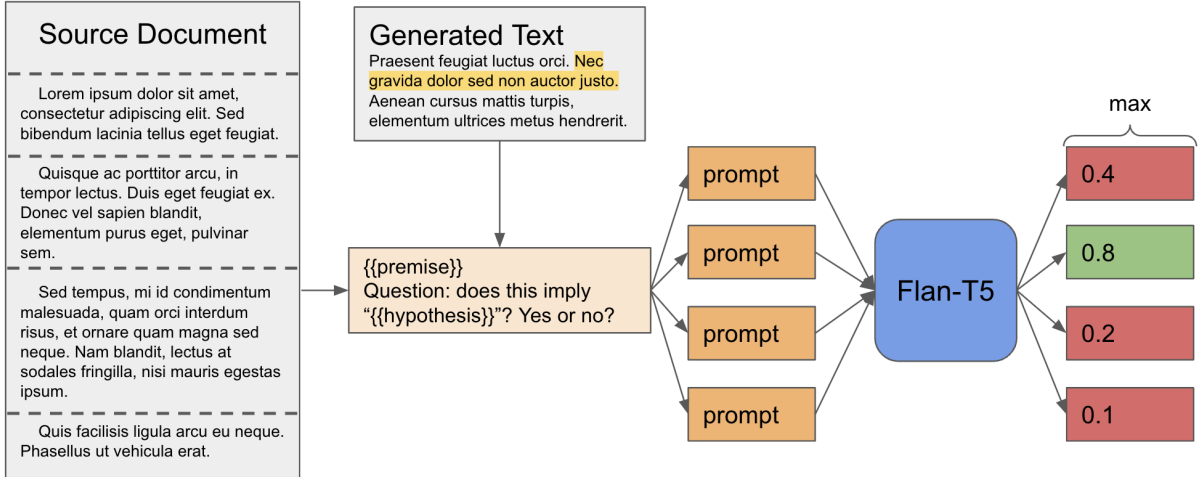 Source Document
Lorem ipsum dolor sit amet,
consectetur adipiscing elit. Sed
bibendum lacinia tellus eget feugiat.
Quisque ac porttitor arcu, in
tempor lectus. Duis eget feugiat ex.
Donec vel sapien blandit,
elementum purus eget, pulvinar
sem.
Sed tempus, mi id condimentum
malesuada, quam orci interdum
risus, et ornare quam magna sed
neque. Nam blandit, lectus at
sodales fringilla, nisi mauris egestas
ipsum.
Quis facilisis ligula arcu eu neque.
Phasellus ut vehicula erat.
Generated Text
Praesent feugiat luctus orci. Nec
gravida dolor sed non auctor justo.
Aenean cursus mattis turpis,
elementum ultrices metus hendrerit.
{{premise}}
Question: does this imply
“{{hypothesis}}”? Yes or no?
prompt
prompt
prompt
prompt
Flan-T5
max
0.4
0.8
0.2
0.1